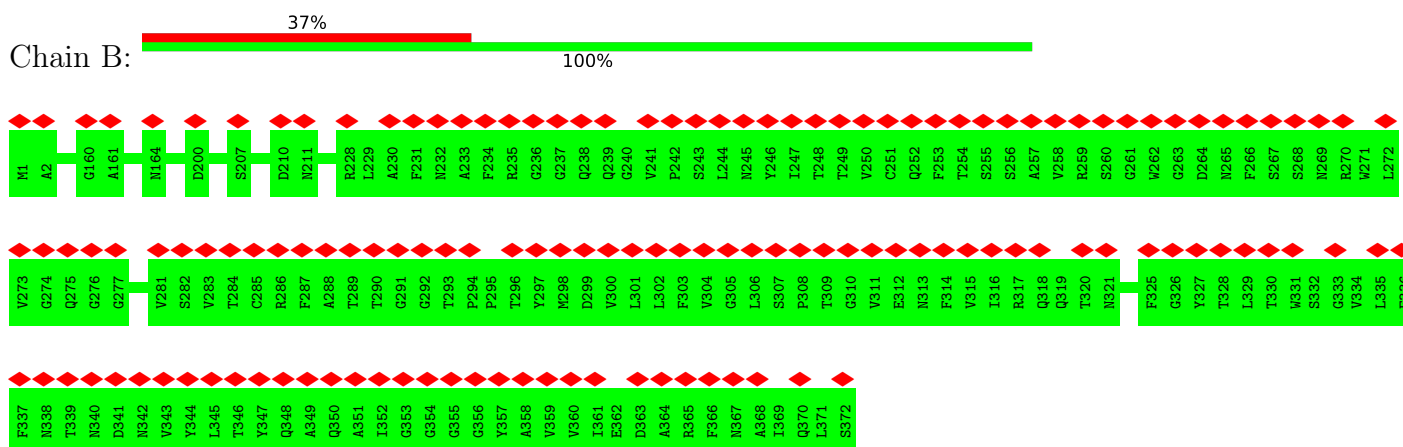 37%
Chain B:
100%
M1 A2 G160 A161 N164 D200 S207 D210 N211 R228 L229 A230 F231 N232 A233 F234 R235 G236 G237 Q238 Q239 G240 V241 P242 S243 L244 N245 Y246 I247 T248 T249 V250 C251 Q252 F253 T254 S255 S256 A257 V258 R259 S260 G261 W262 G263 D264 N265 F266 S267 S268 N269 R270 W271 L272
V273 G274 Q275 G276 G277 V281 S282 V283 T284 C285 R286 F287 A288 T289 T290 G291 G292 T293 P294 P295 T296 Y297 M298 D299 V300 L301 L302 F303 V304 G305 L306 S307 P308 T309 G310 V311 E312 N313 F314 V315 I316 R317 Q318 Q319 T320 N321 F325 G326 Y327 T328 L329 T330 W331 S332 G333 V334 L335
F337 N338 T339 N340 D341 N342 V343 Y344 L345 T346 Y347 Q348 A349 Q350 A351 I352 G353 G354 G355 G356 Y357 A358 V359 V360 I361 E362 D363 A364 R365 F366 N367 A368 I369 Q370 L371 S372